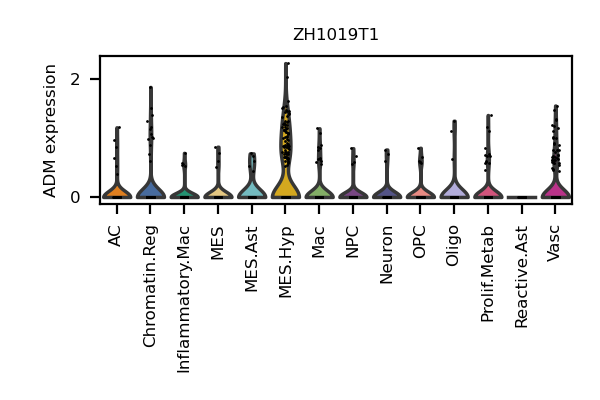 ZH1019T1
ADM expression
2
0
AC
Chromatin.Reg
Inflammatory.Mac
MES
MES.Ast
MES.Hyp
Mac
NPC
Neuron
OPC
Oligo
Prolif.Metab
Reactive.Ast
Vasc